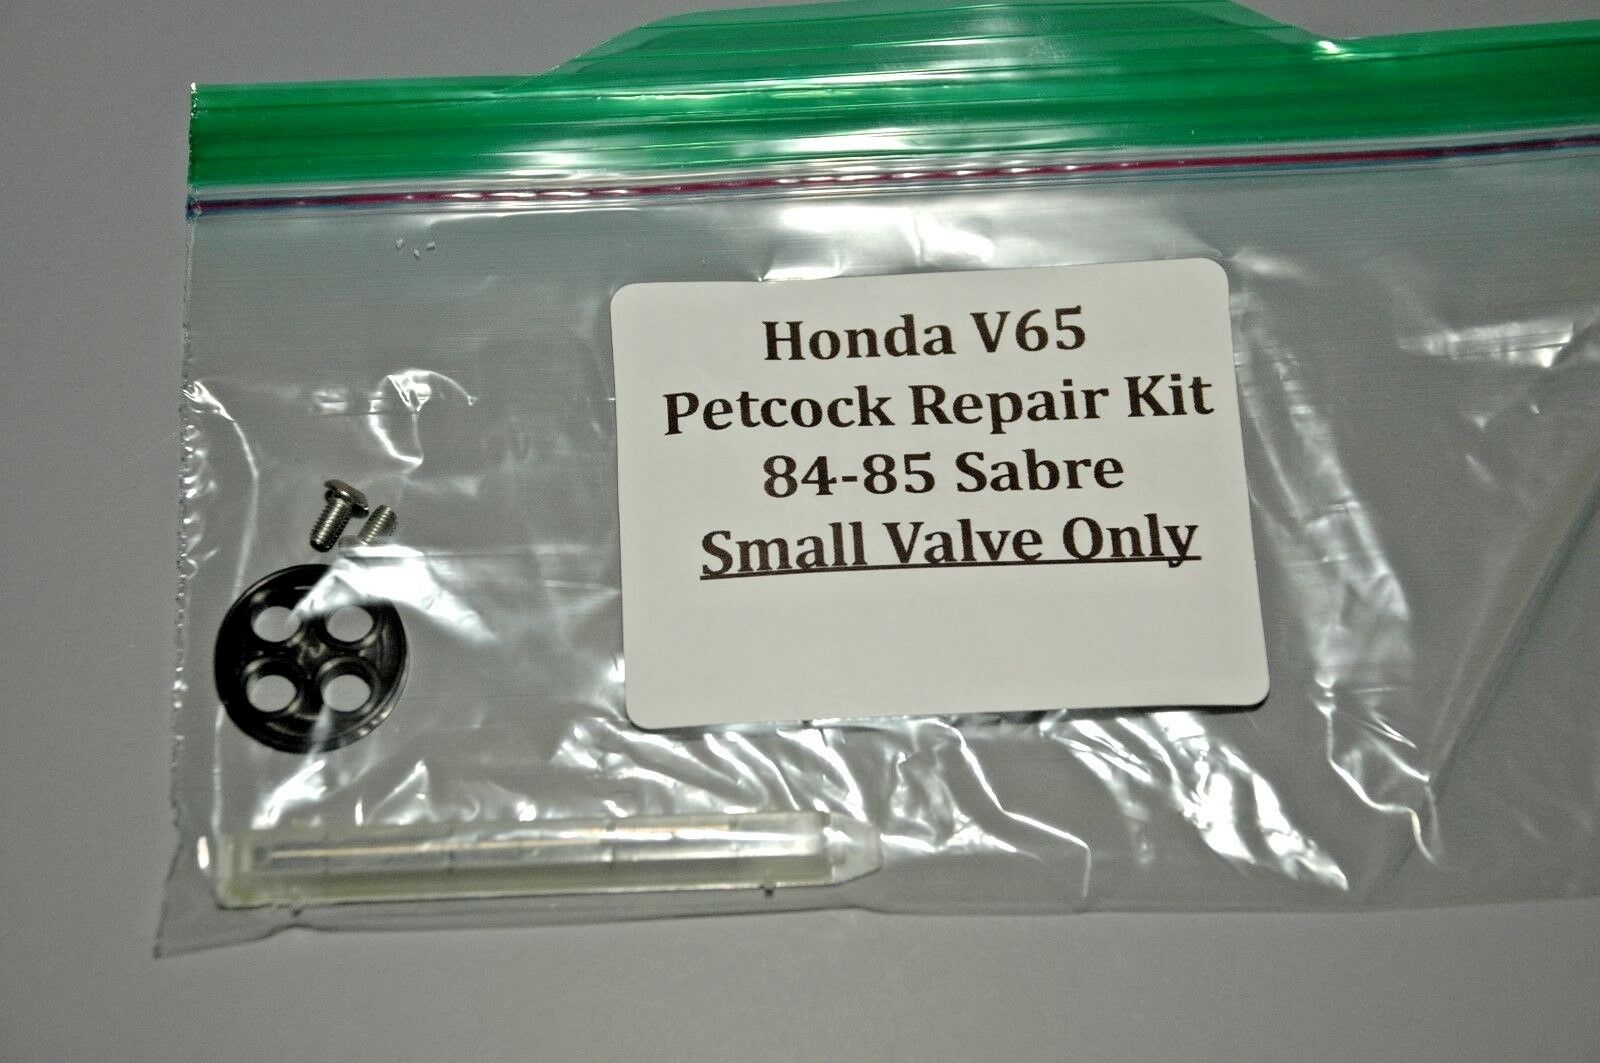 Honda V65
Petcock Repair Kit
84-85 Sabre
Small Valve Only